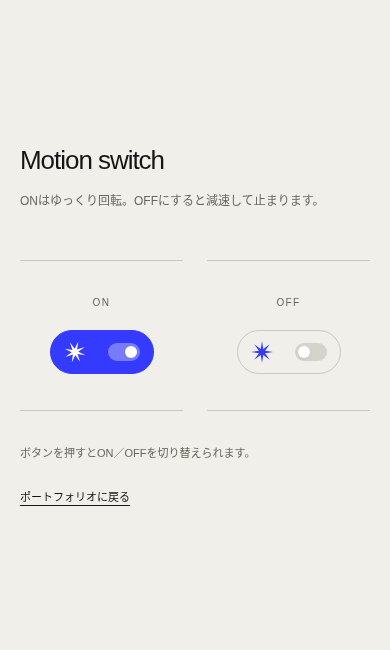 Motion switch
ONはゆっくり回転。OFFにすると減速して止まります。
ON
OFF
ボタンを押すとON／OFFを切り替えられます。
ポートフォリオに戻る